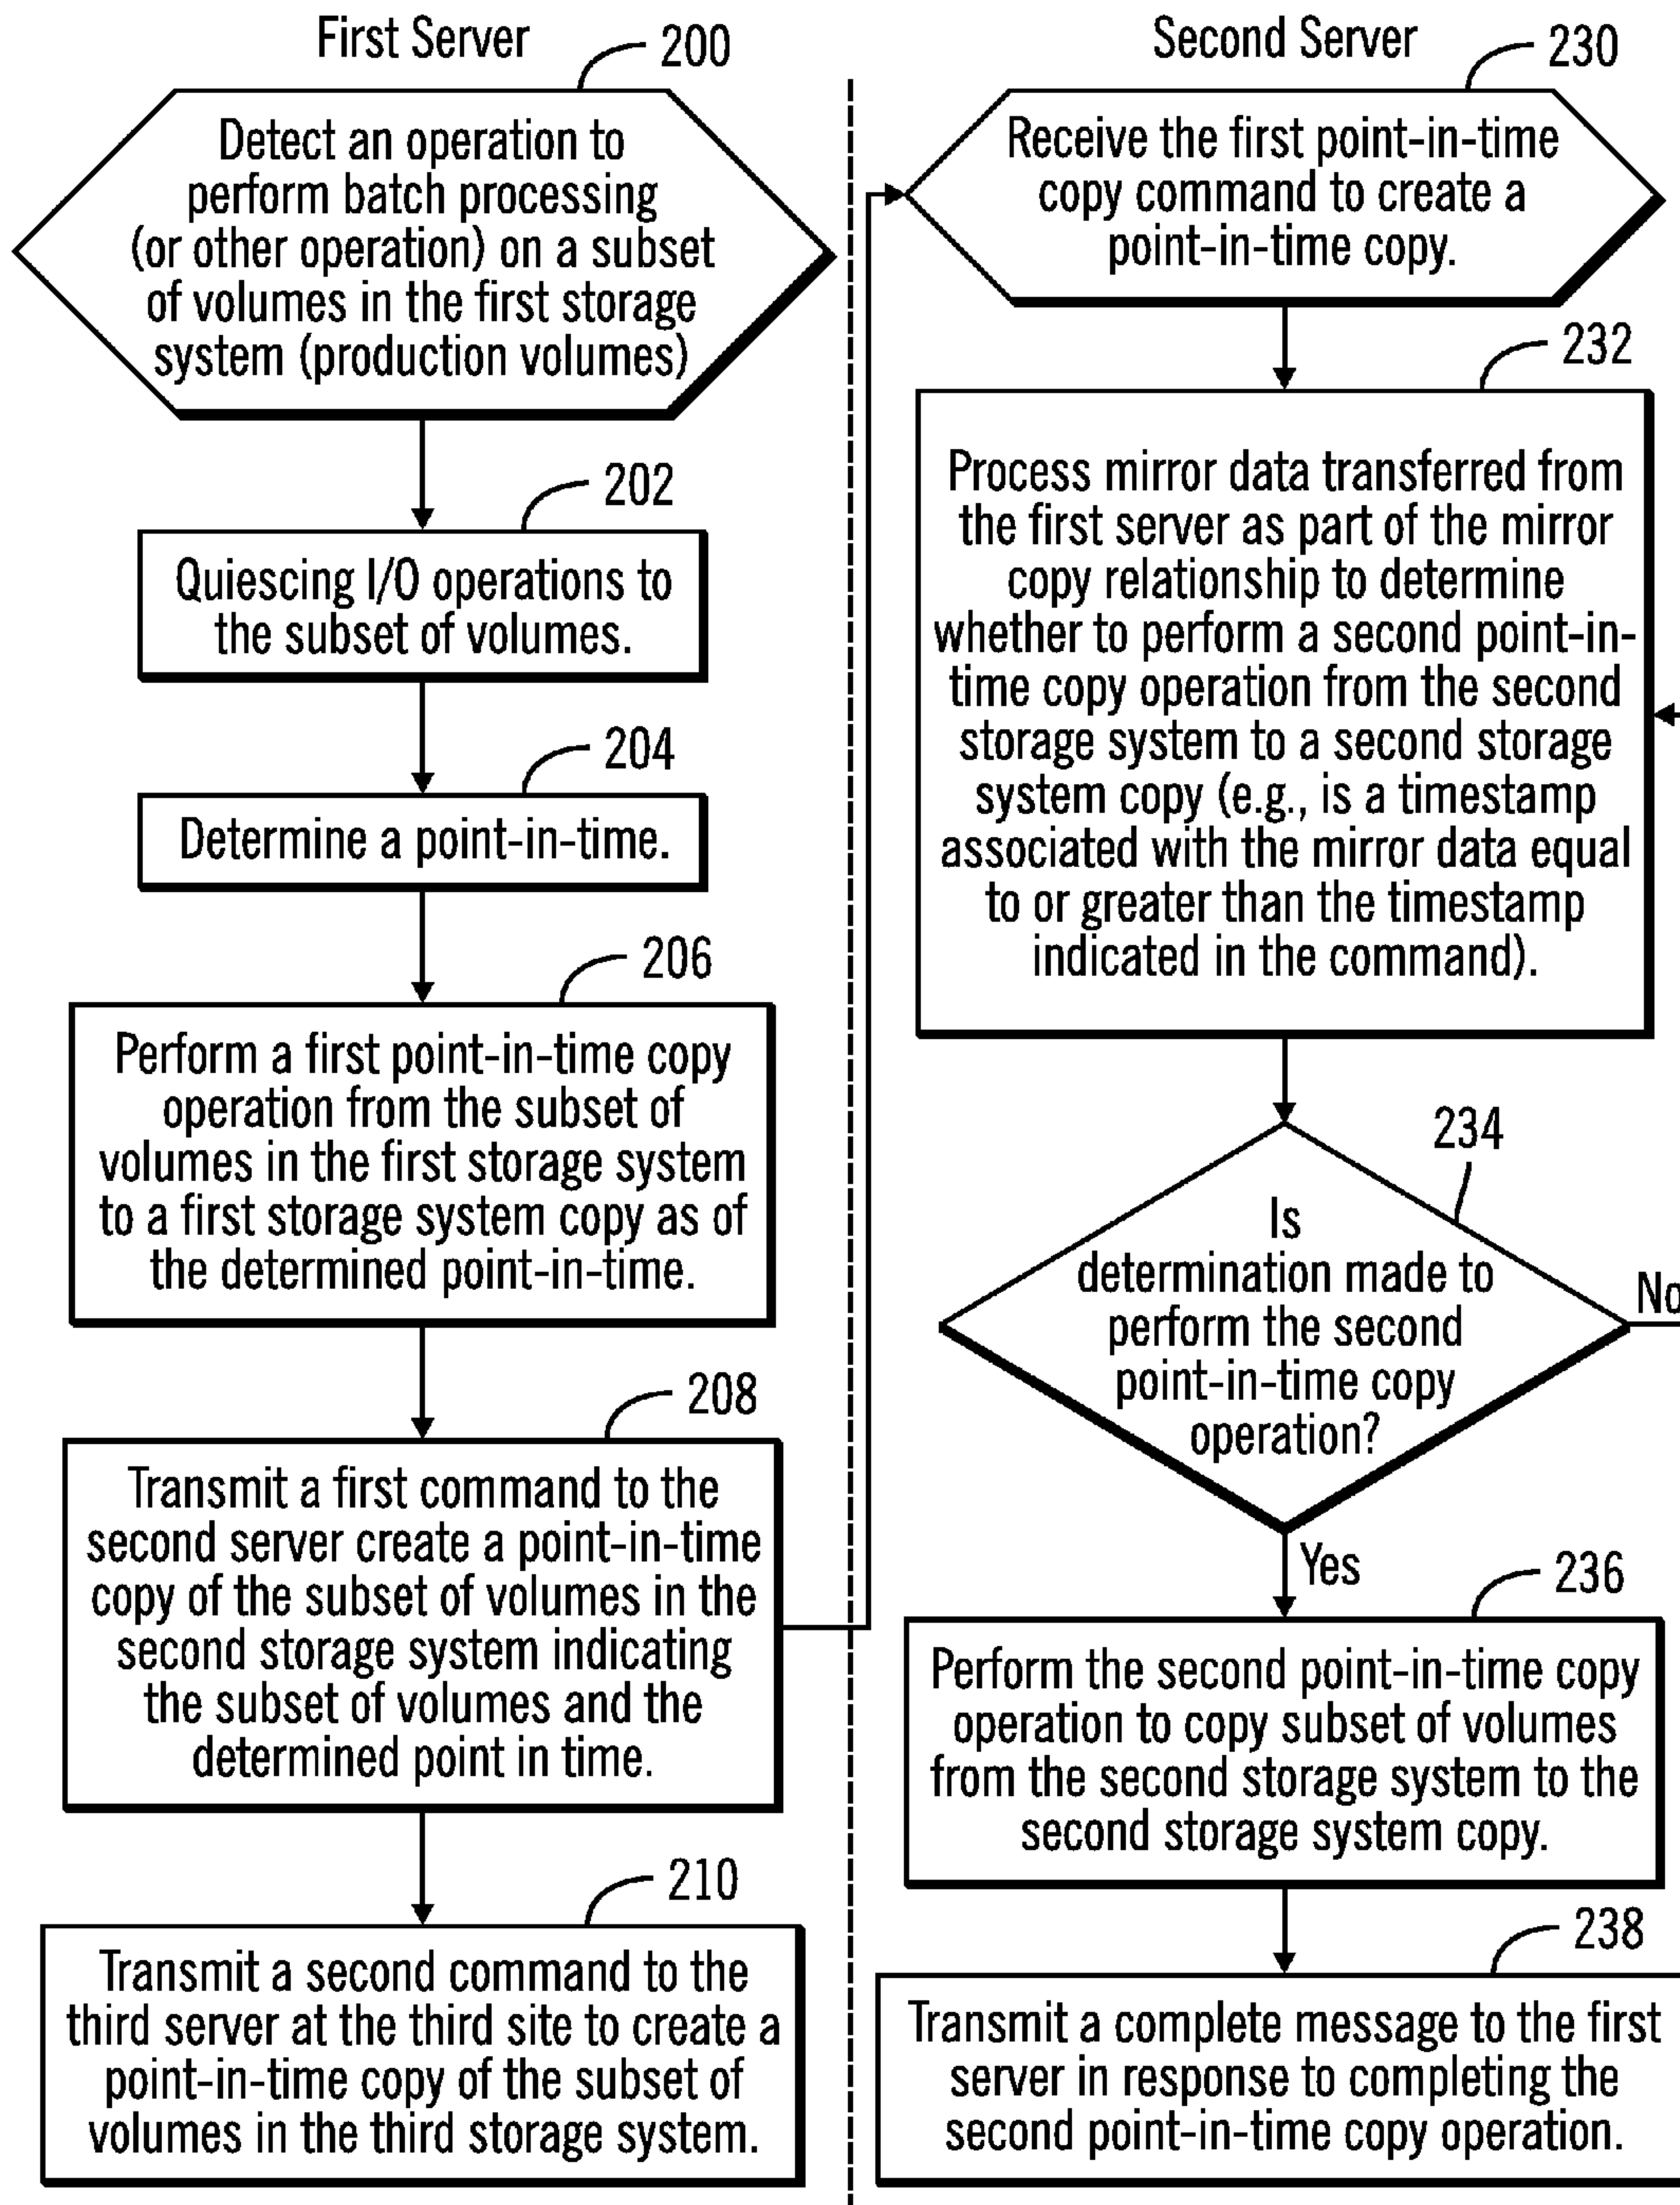 First Server
200
Detect an operation to
perform batch processing
(or other operation) on a subset
of volumes in the first storage
system (production volumes)
202
Quiescing I/O operations to
the subset of volumes.
204
Determine a point-in-time.
206
Perform a first point-in-time copy
operation from the subset of
volumes in the first storage system
to a first storage system copy as of
the determined point-in-time.
208
Transmit a first command to the
second server create a point-in-time
copy of the subset of volumes in the
second storage system indicating
the subset of volumes and the
determined point in time.
210
Transmit a second command to the
third server at the third site to create a
point-in-time copy of the subset of
volumes in the third storage system.
Second Server
230
Receive the first point-in-time
copy command to create a
point-in-time copy.
232
Process mirror data transferred from
the first server as part of the mirror
copy relationship to determine
whether to perform a second point-in-
time copy operation from the second
storage system to a second storage
system copy (e.g., is a timestamp
associated with the mirror data equal
to or greater than the timestamp
indicated in the command).
234
Is
determination made to
perform the second
point-in-time copy
operation?
No
Yes
236
Perform the second point-in-time copy
operation to copy subset of volumes
from the second storage system to the
second storage system copy.
238
Transmit a complete message to the first
server in response to completing the
second point-in-time copy operation.